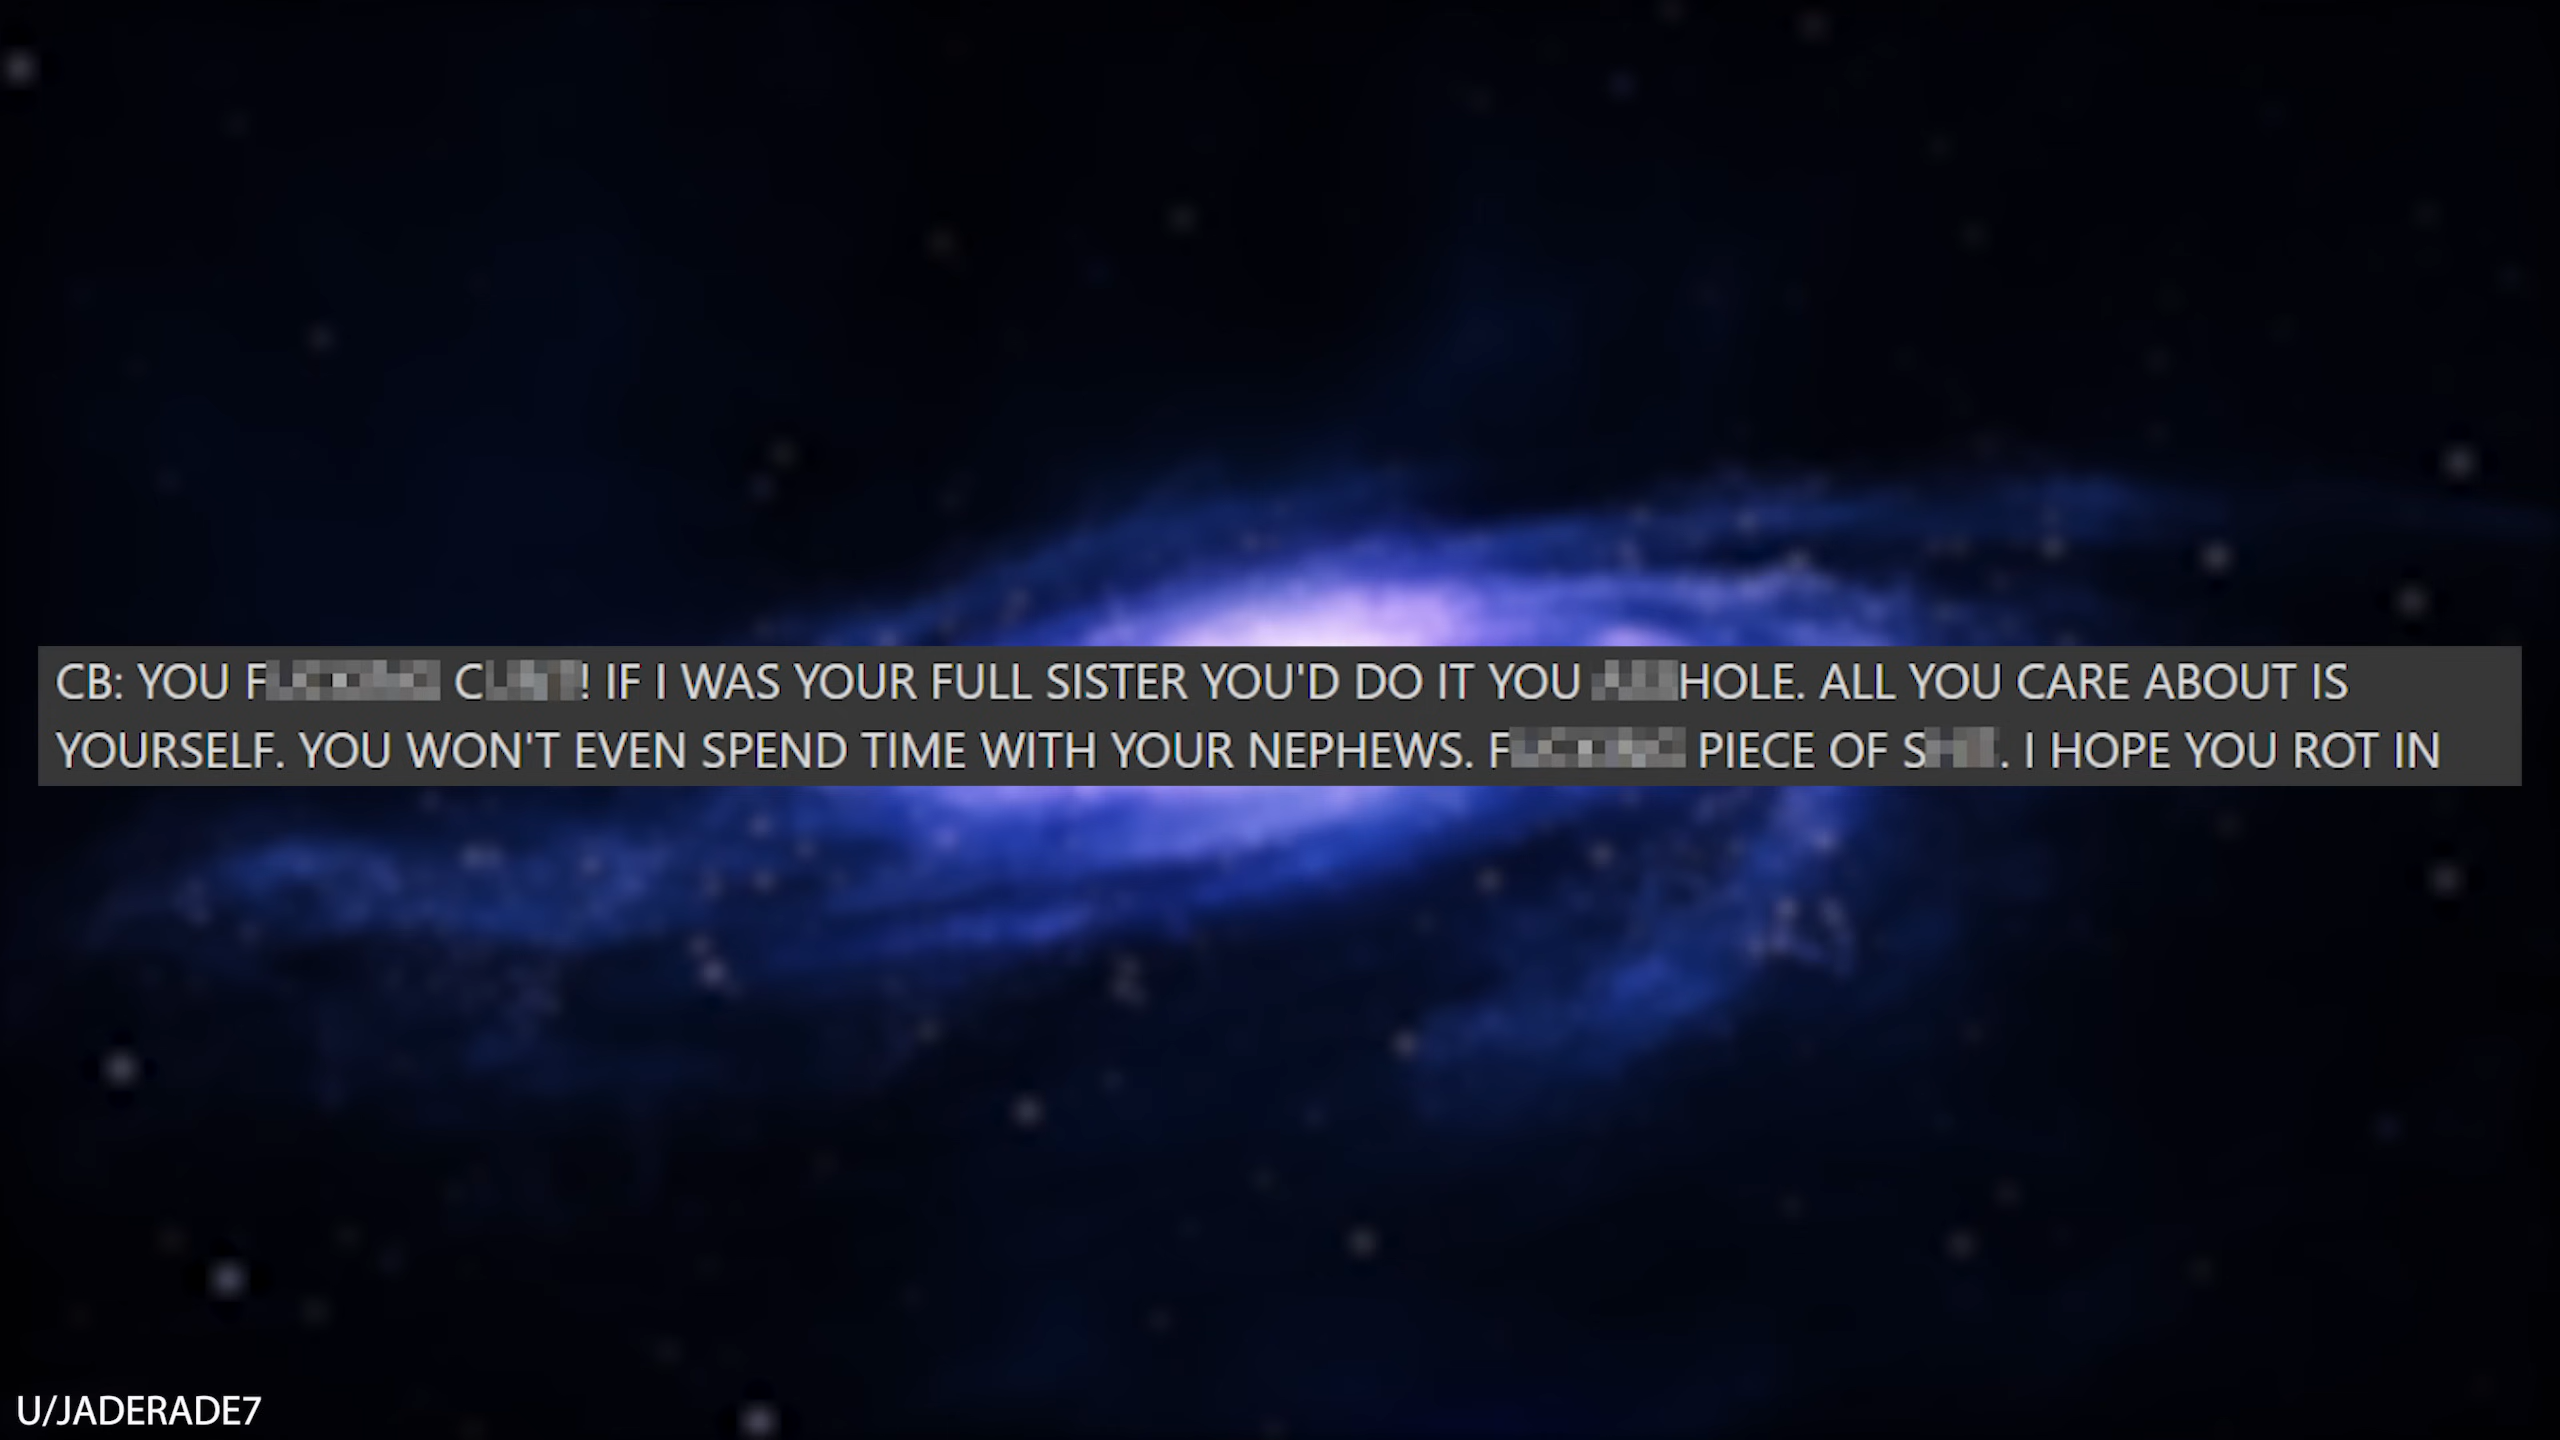 CB: YOU F C! IF I WAS YOUR FULL SISTER YOU'D DO IT YOU HOLE. ALL YOU CARE ABOUT IS
YOURSELF. YOU WON'T EVEN SPEND TIME WITH YOUR NEPHEWS. F PIECE OF S. I HOPE YOU ROT IN
U/JADERADE7